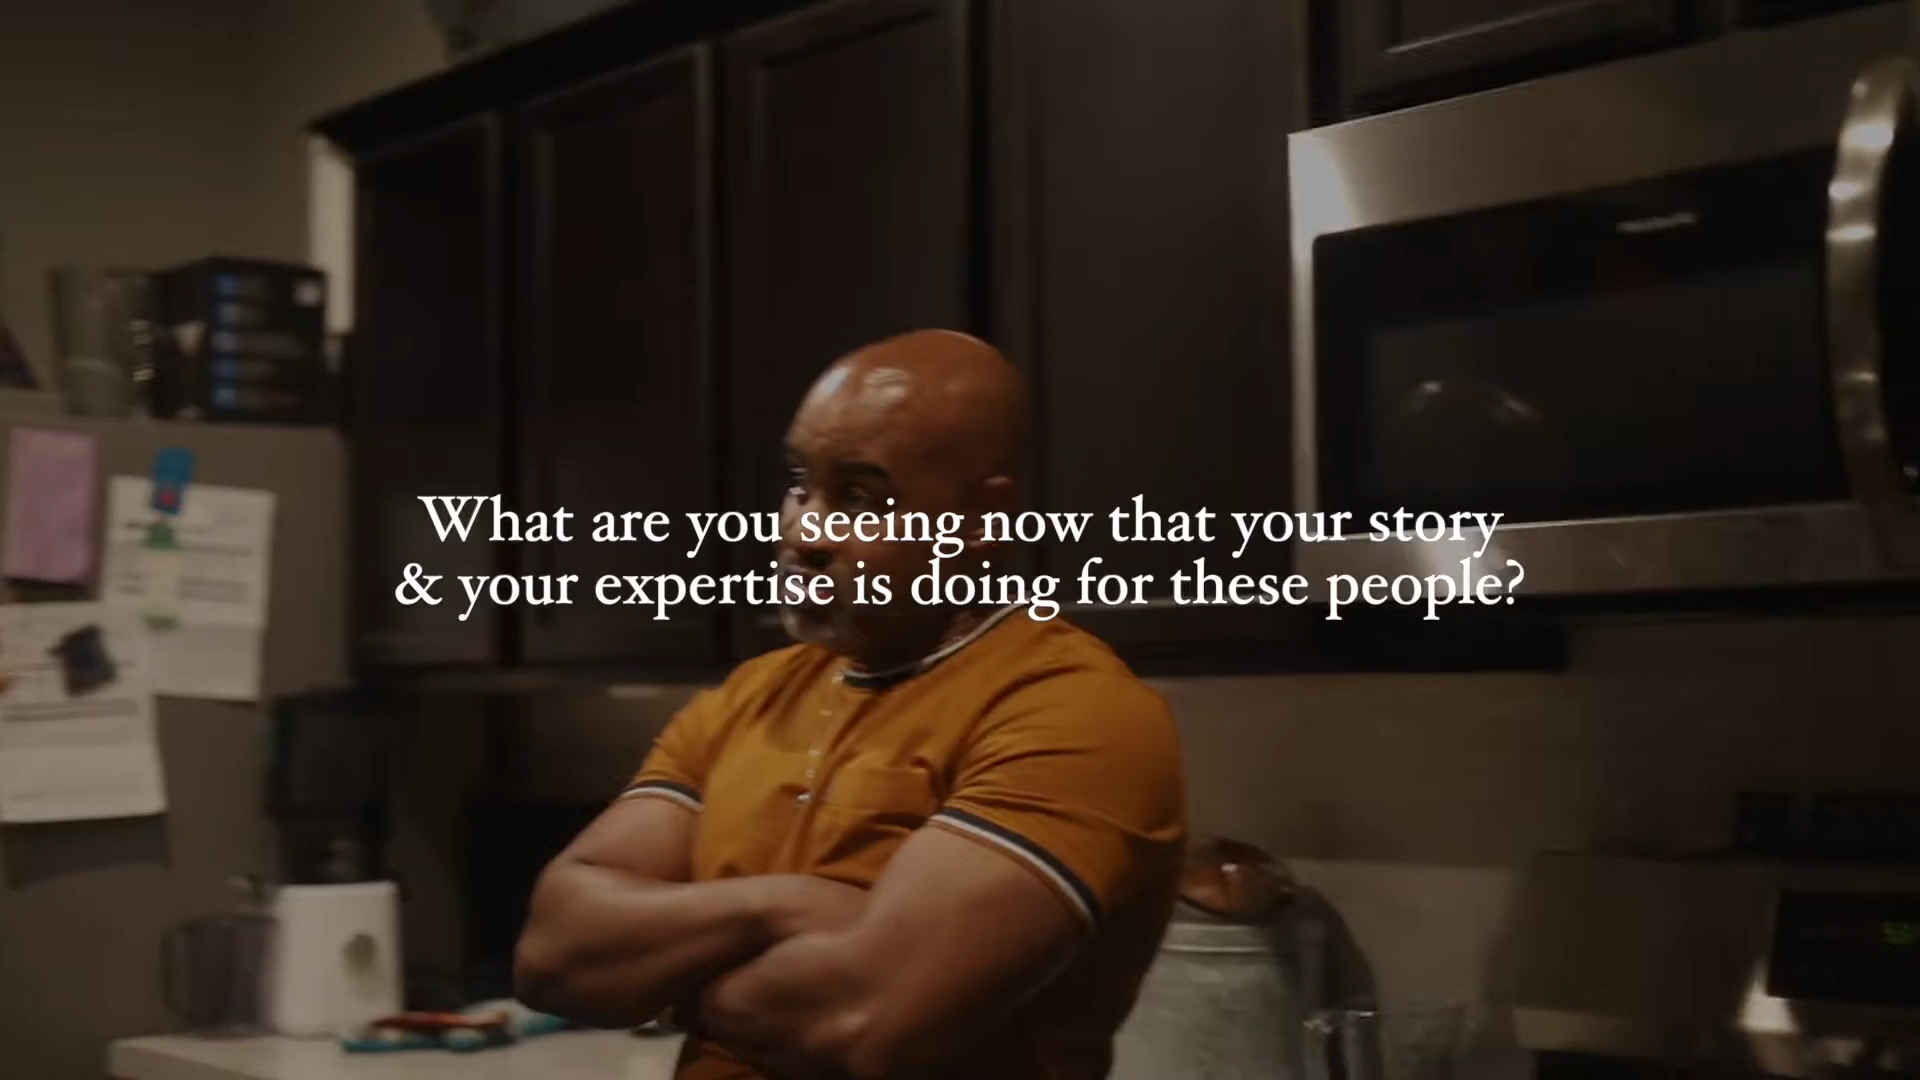 What are you seeing now that your story
& your expertise is doing for these people?